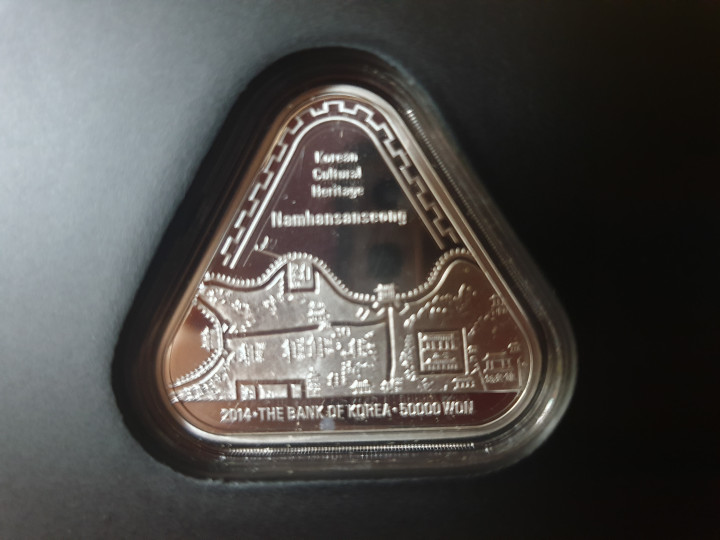 Korean
Cultural
Heritage
Namhansanseong
2014•THE BANK OF KOREA•50000 WON